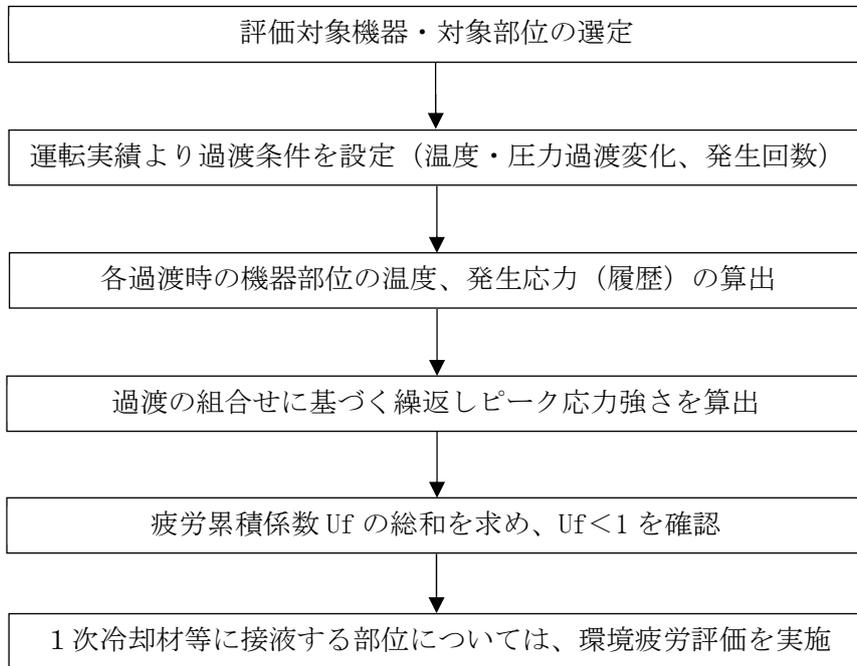 評価対象機器・対象部位の選定
運転実績より過渡条件を設定（温度・圧力過渡変化、発生回数）
各過渡時の機器部位の温度、発生応力（履歴）の算出
過渡の組合せに基づく繰返しピーク応力強さを算出
疲労累積係数 Uf の総和を求め、Uf＜1 を確認
１次冷却材等に接液する部位については、環境疲労評価を実施